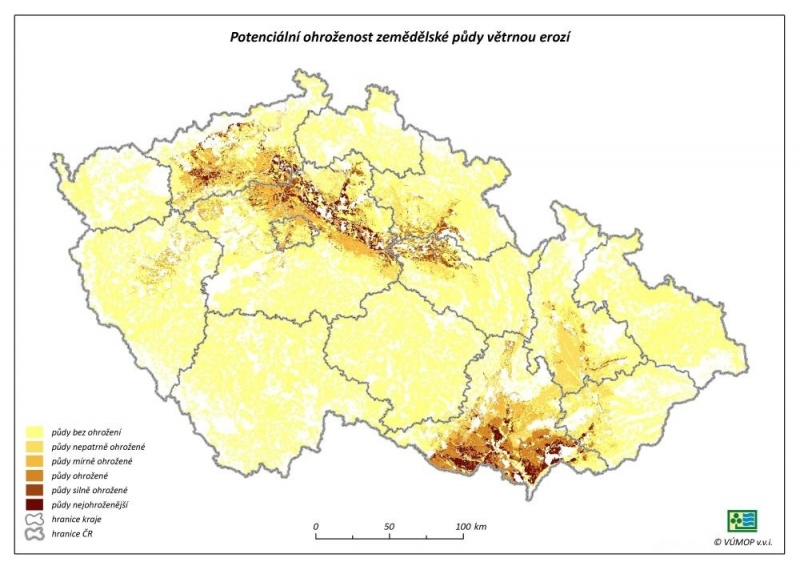 Potenciální ohroženost zemědělské půdy větrnou erozí
půdy bez ohrožení
půdy nepatrně ohrožené
půdy mírně ohrožené
půdy ohrožené
půdy silně ohrožené
půdy nejohroženější
hranice kraje
hranice ČR
0 50 100 km
© VÚMOP v.v.i.